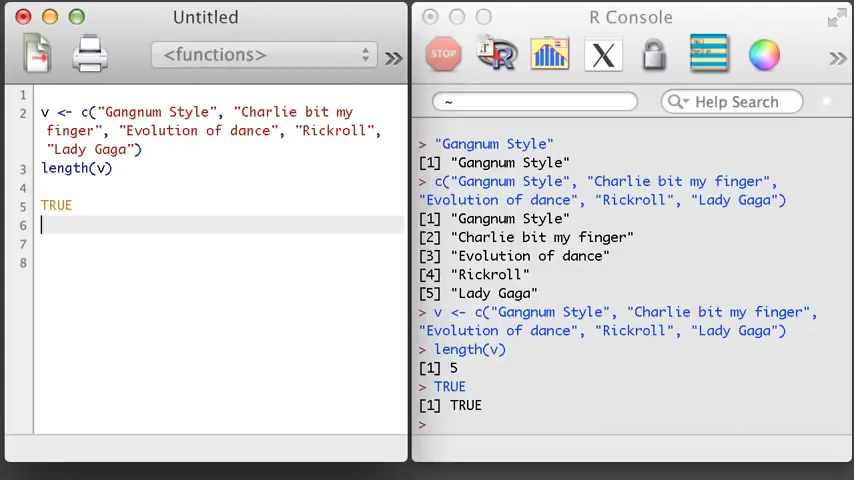 Untitled
<functions>
»
1
2 v <- c("Gangnum Style", "Charlie bit my
finger", "Evolution of dance", "Rickroll",
"Lady Gaga")
3 length(v)
4
5 TRUE
6
7
8
R Console
STOP
R
X
»
~
Help Search
> "Gangnum Style"
[1] "Gangnum Style"
> c("Gangnum Style", "Charlie bit my finger",
"Evolution of dance", "Rickroll", "Lady Gaga")
[1] "Gangnum Style"
[2] "Charlie bit my finger"
[3] "Evolution of dance"
[4] "Rickroll"
[5] "Lady Gaga"
> v <- c("Gangnum Style", "Charlie bit my finger",
"Evolution of dance", "Rickroll", "Lady Gaga")
> length(v)
[1] 5
> TRUE
[1] TRUE
>